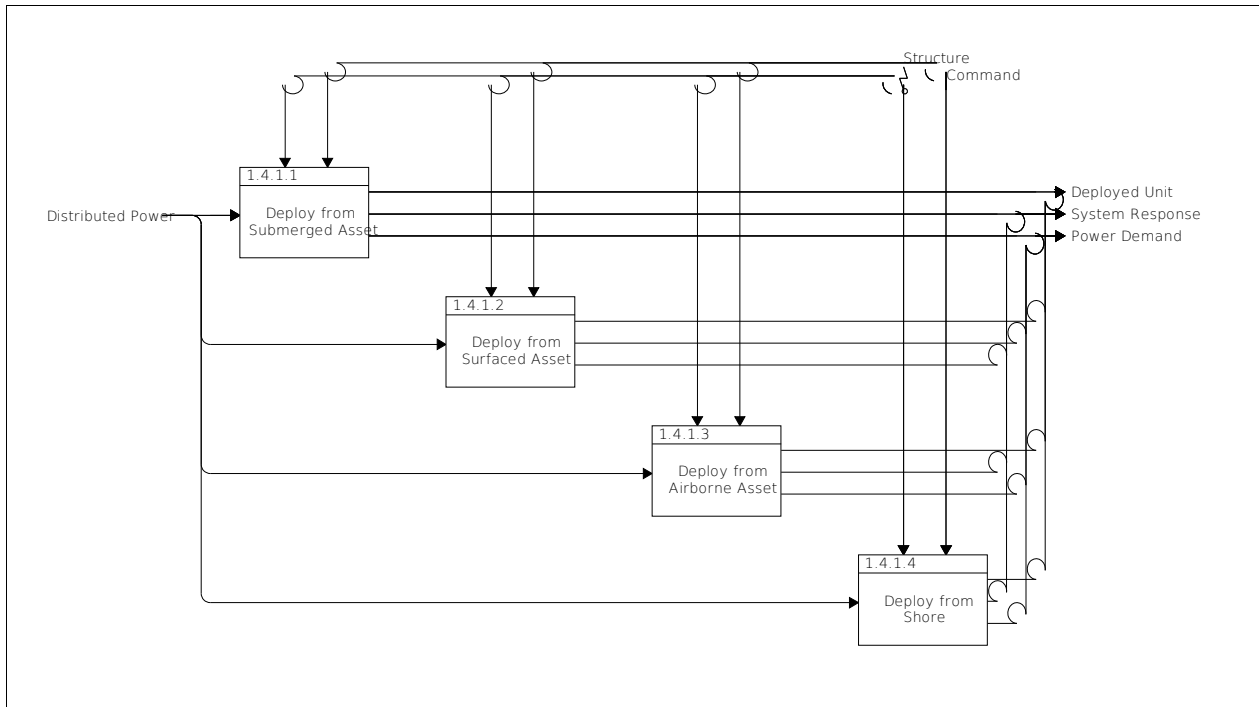 Structure
Command
1.4.1.1
Deploy from
Submerged Asset
Distributed Power
Deployed Unit
System Response
Power Demand
1.4.1.2
Deploy from
Surfaced Asset
1.4.1.3
Deploy from
Airborne Asset
1.4.1.4
Deploy from
Shore